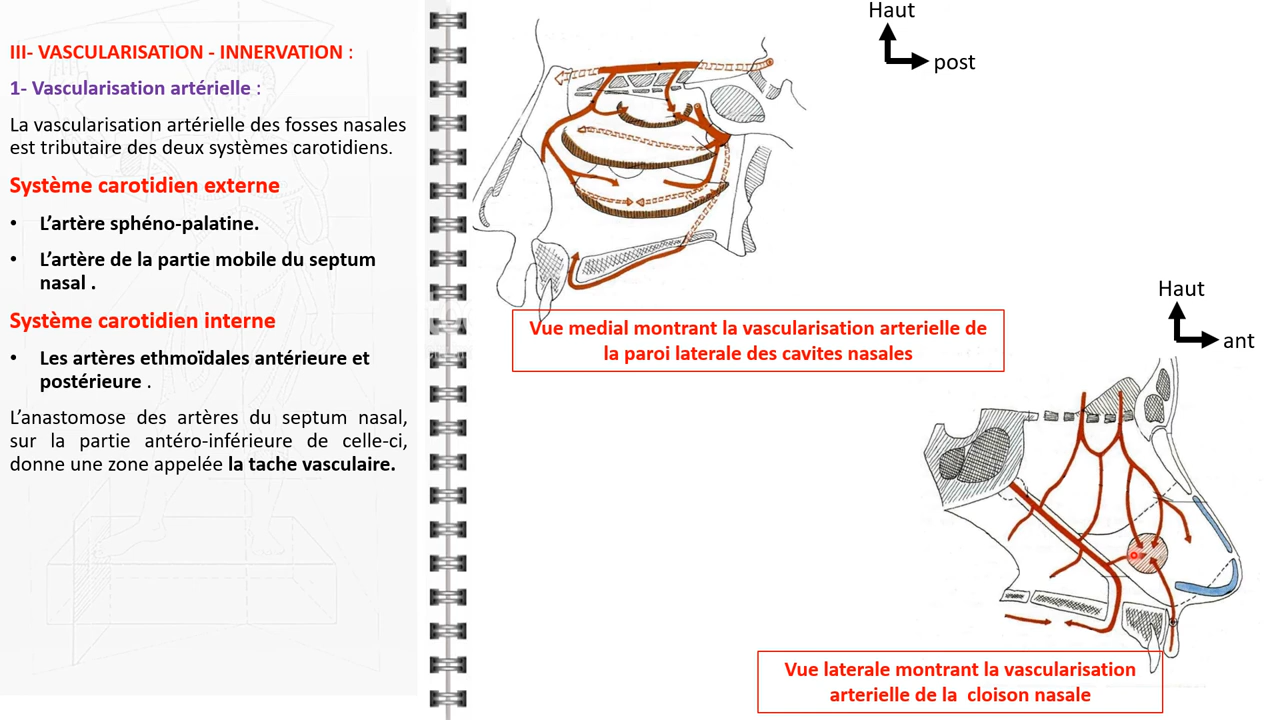 III- VASCULARISATION - INNERVATION :
1- Vascularisation artérielle :
La vascularisation artérielle des fosses nasales
est tributaire des deux systèmes carotidiens.
Système carotidien externe
• L'artère sphéno-palatine.
• L'artère de la partie mobile du septum
nasal .
Système carotidien interne
• Les artères ethmoïdales antérieure et
postérieure .
L'anastomose des artères du septum nasal,
sur la partie antéro-inférieure de celle-ci,
donne une zone appelée la tache vasculaire.
Haut
post
Vue medial montrant la vascularisation arterielle de
la paroi laterale des cavites nasales
Haut
ant
Vue laterale montrant la vascularisation
arterielle de la cloison nasale